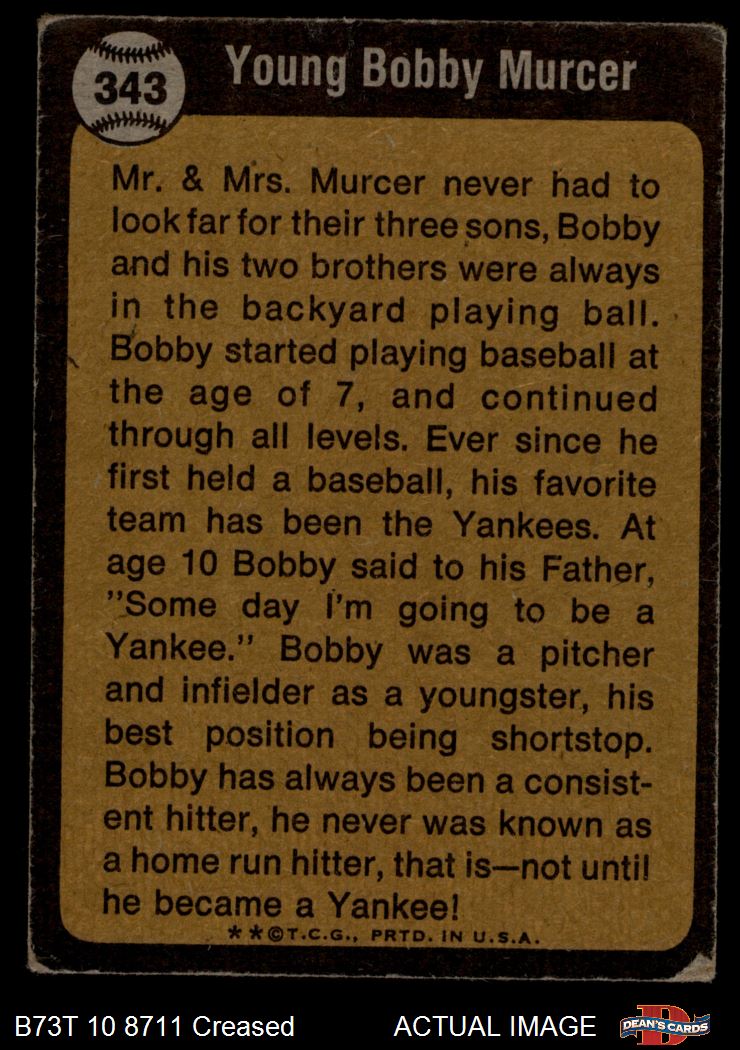 343
Young Bobby Murcer
Mr. & Mrs. Murcer never had to
look far for their three sons, Bobby
and his two brothers were always
in the backyard playing ball.
Bobby started playing baseball at
the age of 7, and continued
through all levels. Ever since he
first held a baseball, his favorite
team has been the Yankees. At
age 10 Bobby said to his Father,
"Some day I'm going to be a
Yankee." Bobby was a pitcher
and infielder as a youngster, his
best position being shortstop.
Bobby has always been a consist-
ent hitter, he never was known as
a home run hitter, that is—not until
he became a Yankee!
**©T.C.G., PRTD. IN U.S.A.
B73T 10 8711 Creased
ACTUAL IMAGE
D
DEAN'S CARDS